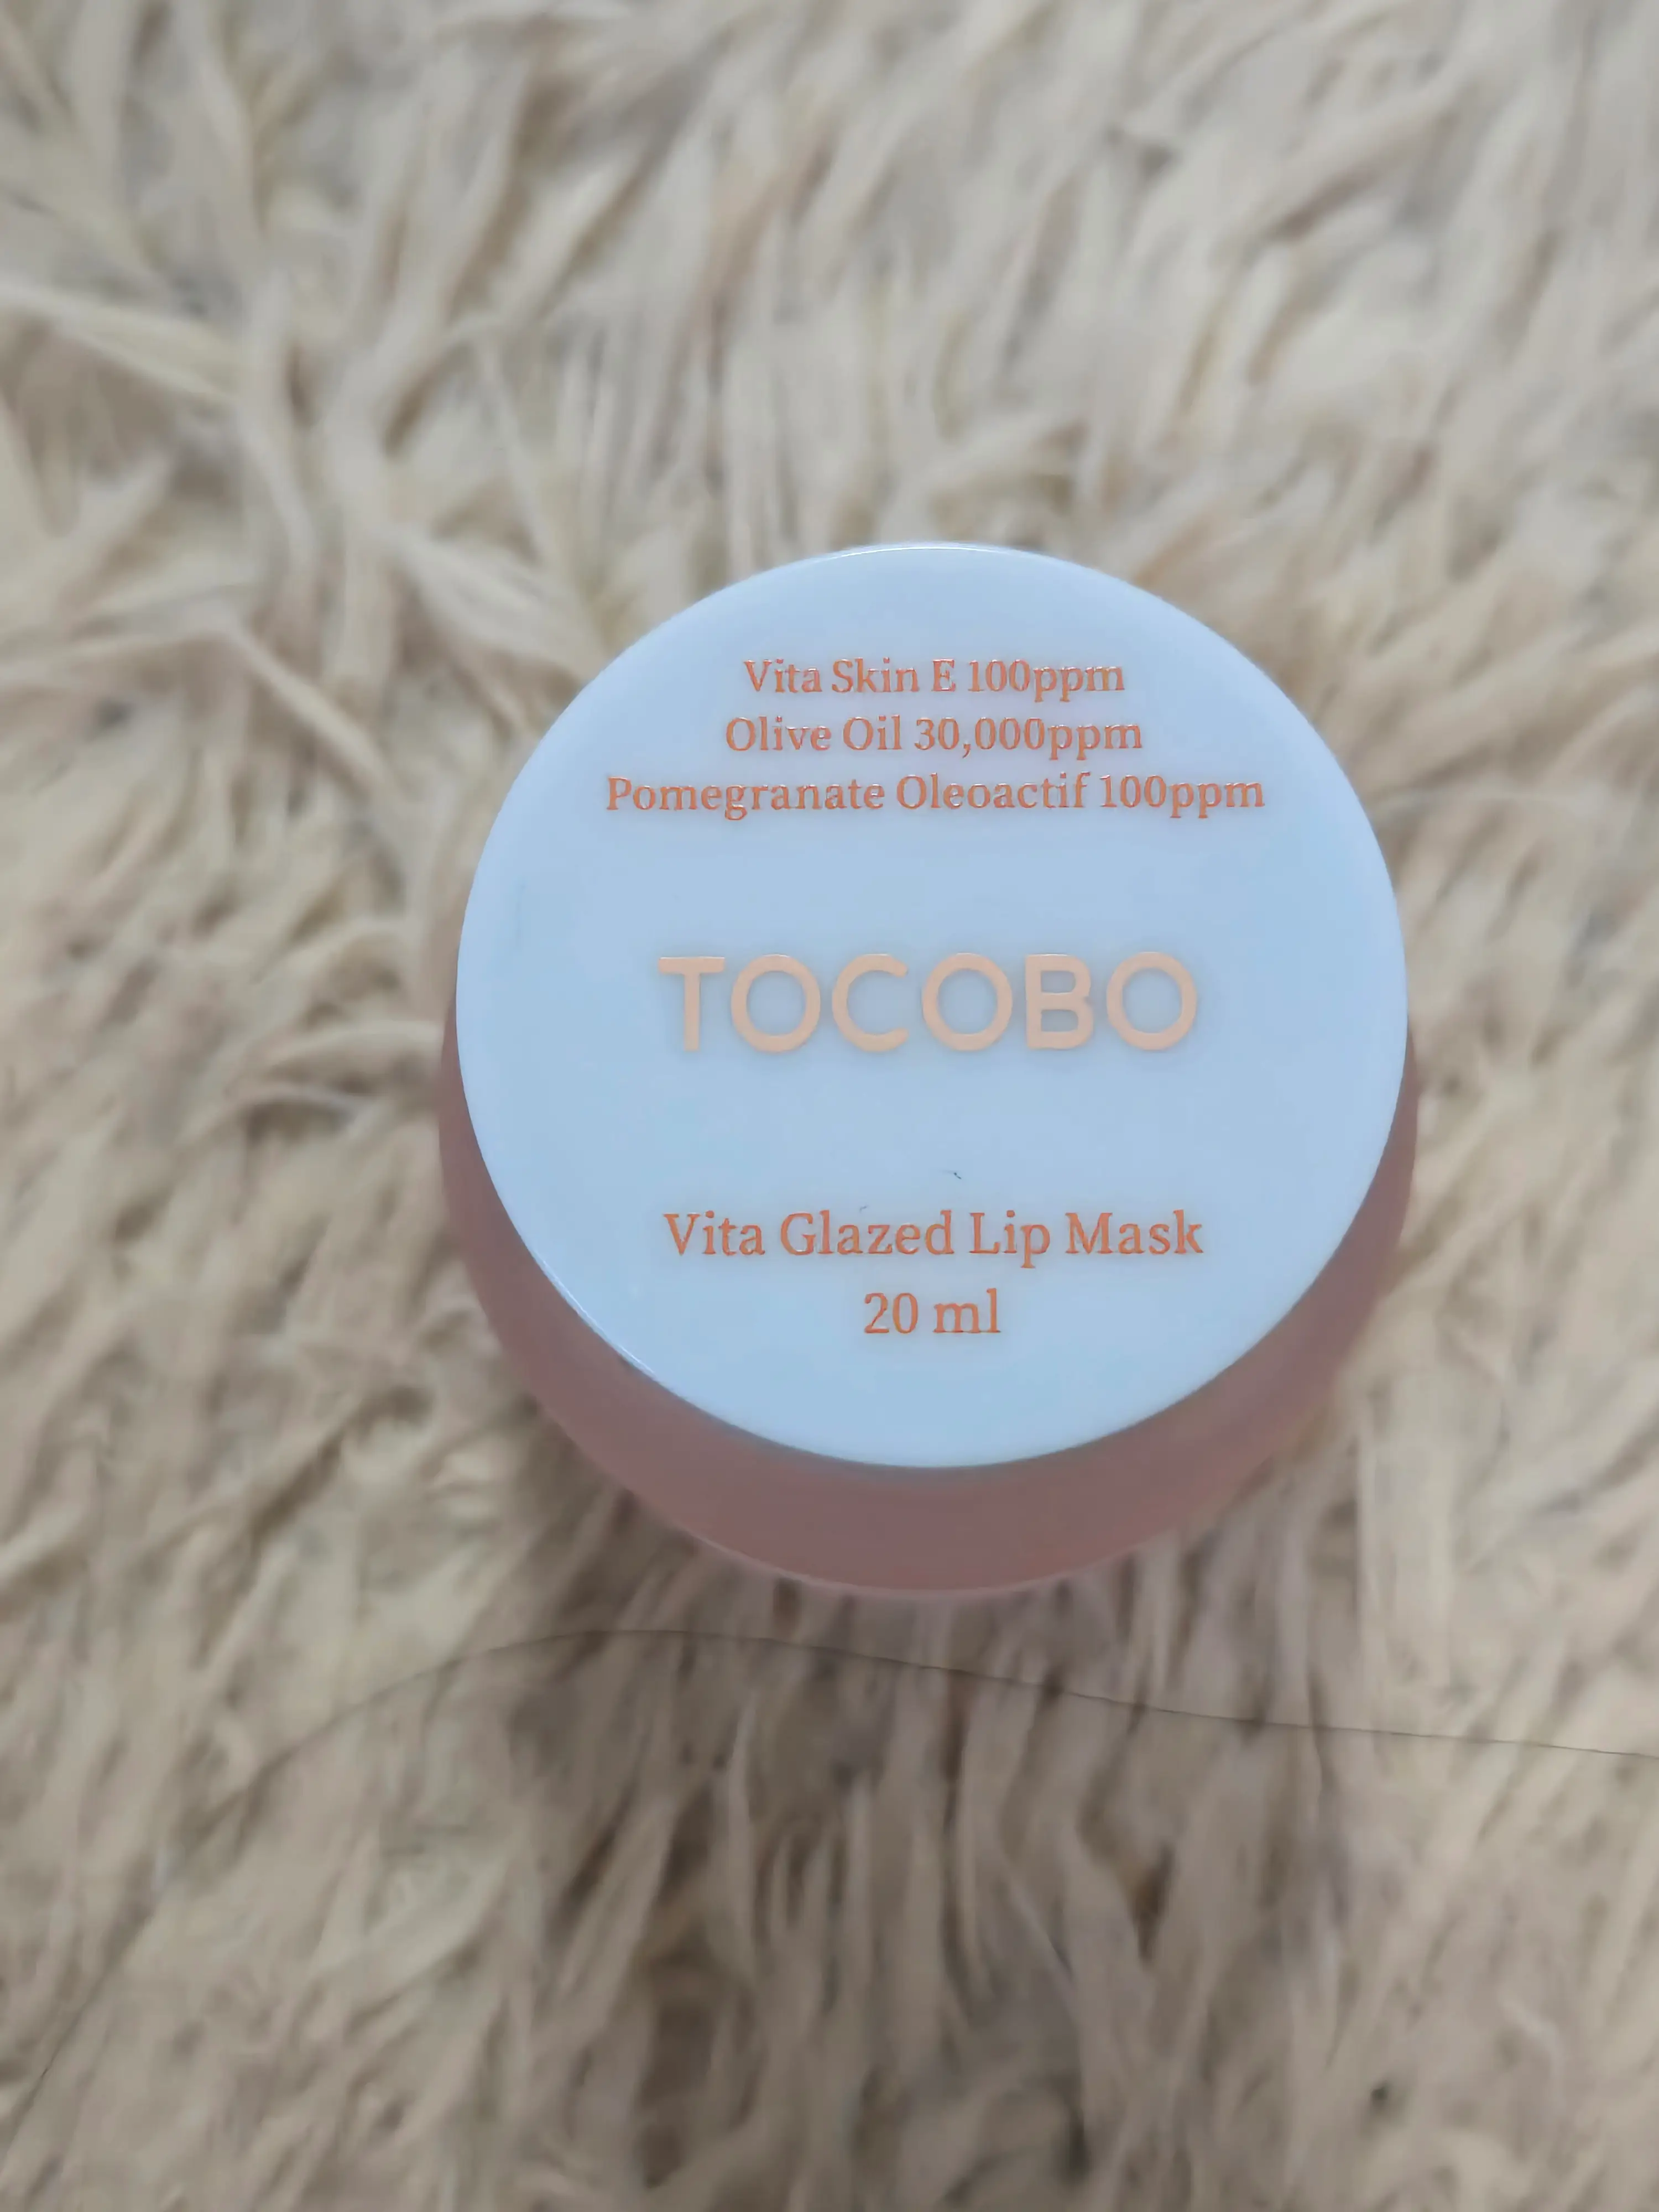 Vita Skin E 100ppm
Olive Oil 30,000ppm
Pomegranate Oleoactif 100ppm
TOCOBO
Vita Glazed Lip Mask
20 ml